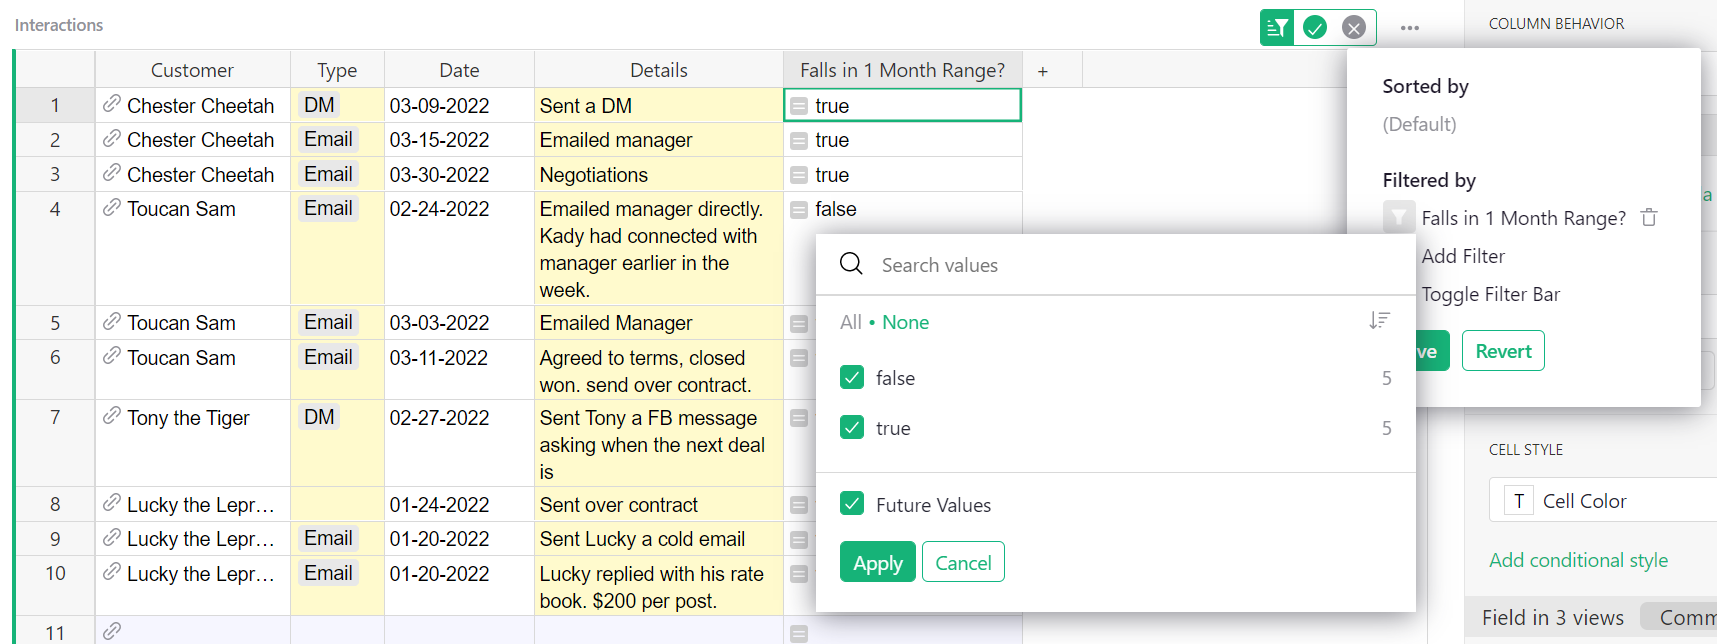 Interactions
COLUMN BEHAVIOR
Customer Type Date Details Falls in 1 Month Range? +
1 Chester Cheetah DM 03-09-2022 Sent a DM = true
2 Chester Cheetah Email 03-15-2022 Emailed manager = true
3 Chester Cheetah Email 03-30-2022 Negotiations = true
4 Toucan Sam Email 02-24-2022 Emailed manager directly. = false
Kady had connected with
manager earlier in the
week.
5 Toucan Sam Email 03-03-2022 Emailed Manager =
6 Toucan Sam Email 03-11-2022 Agreed to terms, closed =
won. send over contract.
7 Tony the Tiger DM 02-27-2022 Sent Tony a FB message =
asking when the next deal
is
8 Lucky the Lepr… 01-24-2022 Sent over contract =
9 Lucky the Lepr… Email 01-20-2022 Sent Lucky a cold email =
10 Lucky the Lepr… Email 01-20-2022 Lucky replied with his rate =
book. $200 per post.
11 =
Sorted by
(Default)
Filtered by
Falls in 1 Month Range?
Add Filter
Toggle Filter Bar
ve Revert
a
Search values
All • None
false 5
true 5
Future Values
Apply Cancel
CELL STYLE
T Cell Color
Add conditional style
Field in 3 views Comm